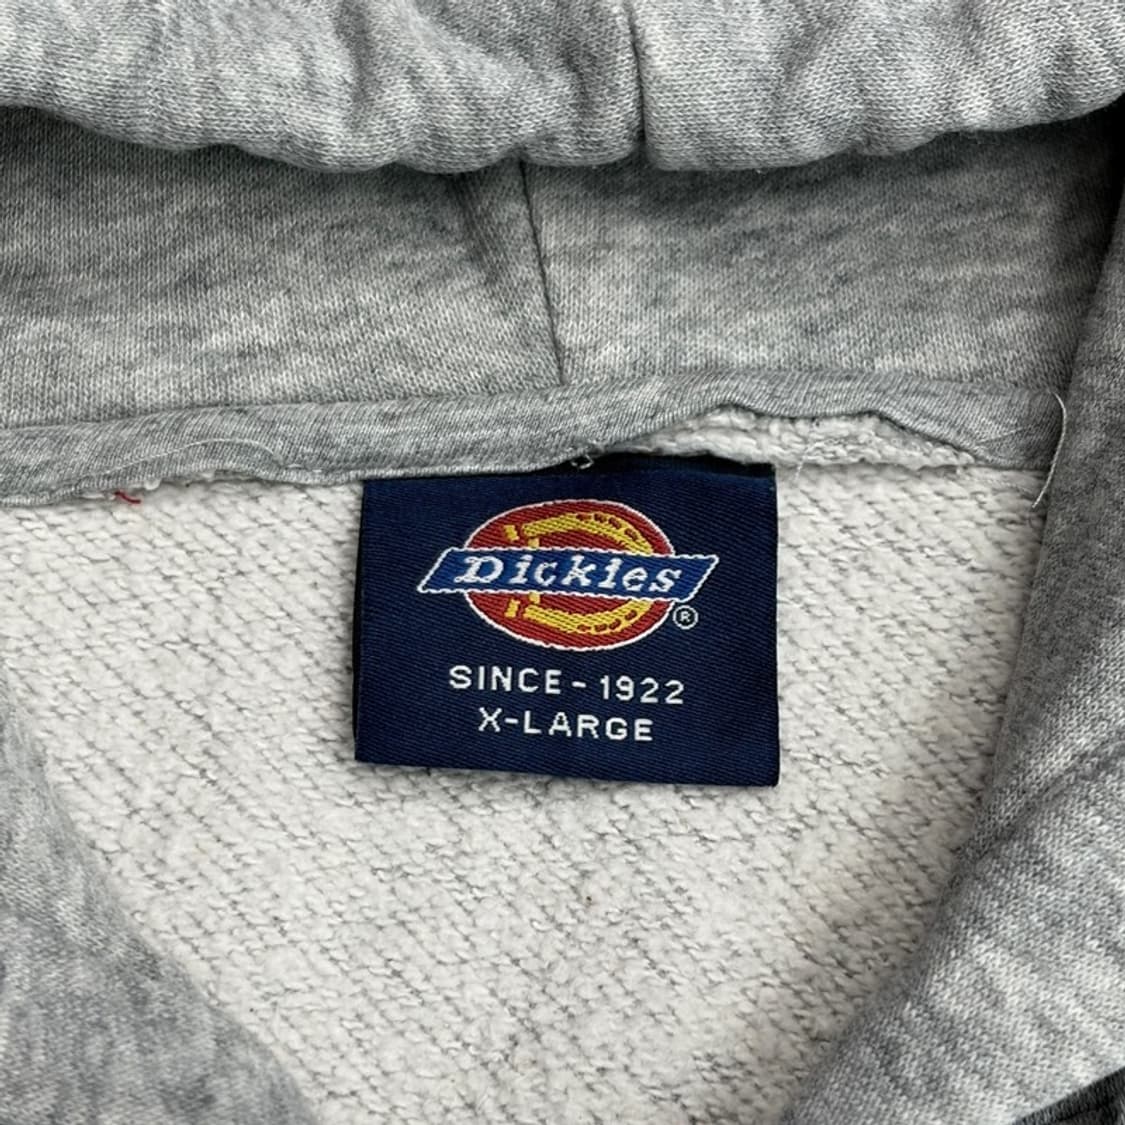 Dickies
®
SINCE - 1922
X-LARGE